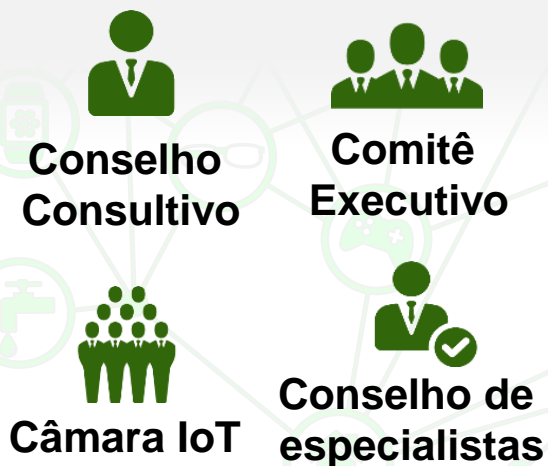 Conselho
Consultivo
Comitê
Executivo
Câmara IoT
Conselho de
especialistas